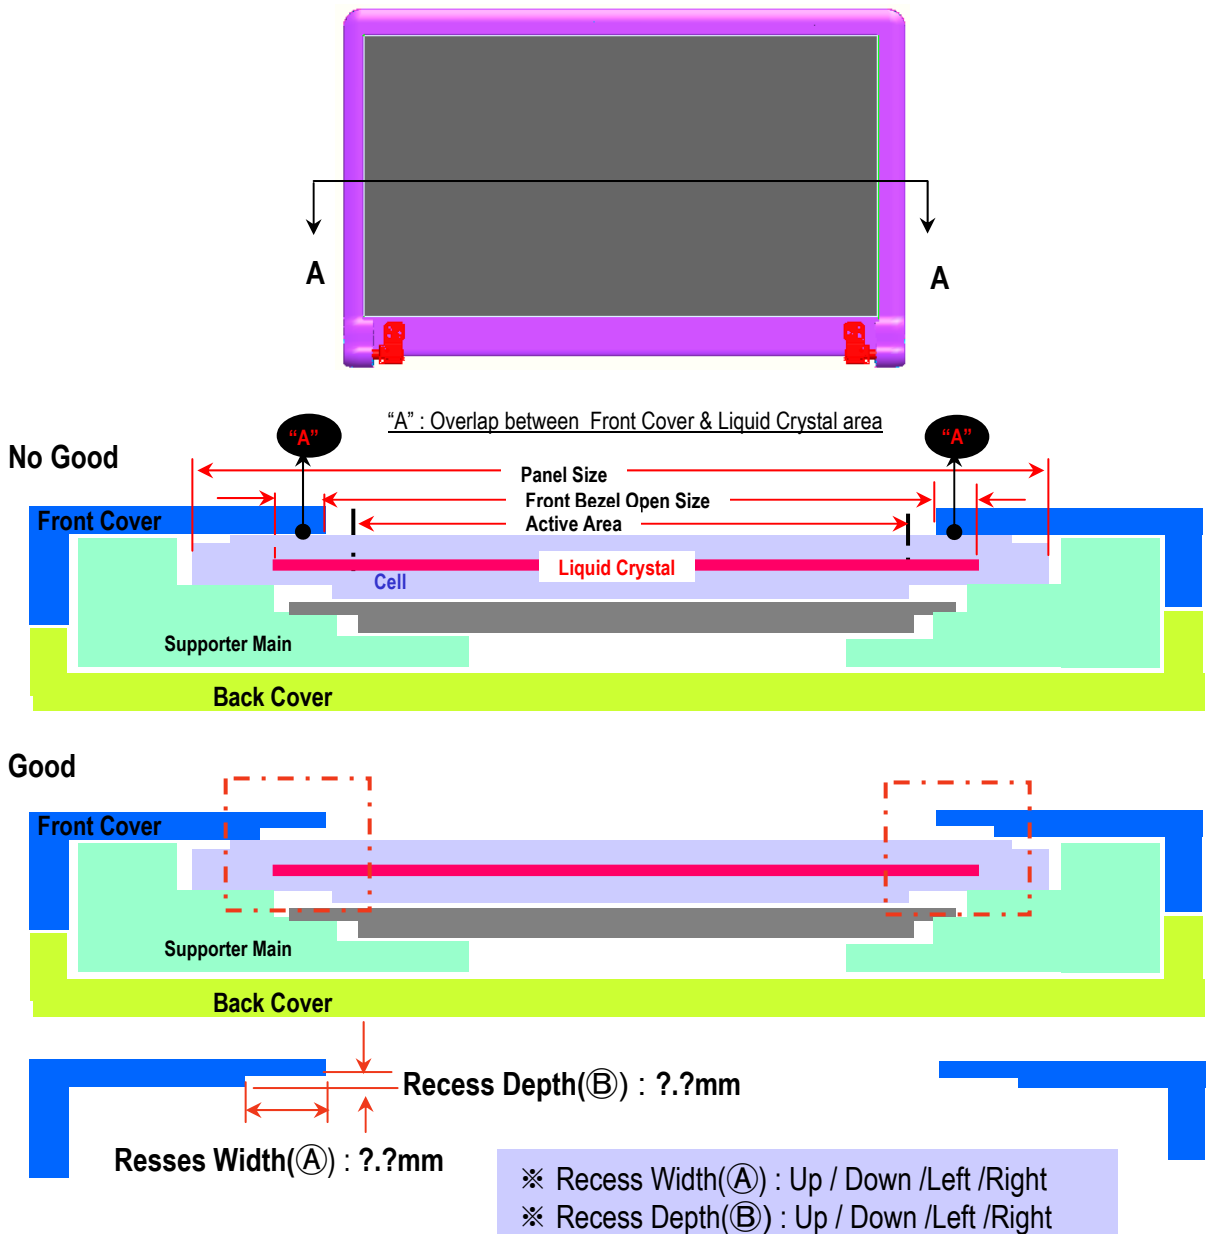 A
A
“A” : Overlap between Front Cover & Liquid Crystal area
“A”
“A”
No Good
Panel Size
Front Bezel Open Size
Front Cover
Active Area
Liquid Crystal
Cell
Supporter Main
Back Cover
Good
Front Cover
Supporter Main
Back Cover
Recess Depth(Ⓑ) : ?.?mm
Resses Width(Ⓐ) : ?.?mm
※ Recess Width(Ⓐ) : Up / Down /Left /Right
※ Recess Depth(Ⓑ) : Up / Down /Left /Right